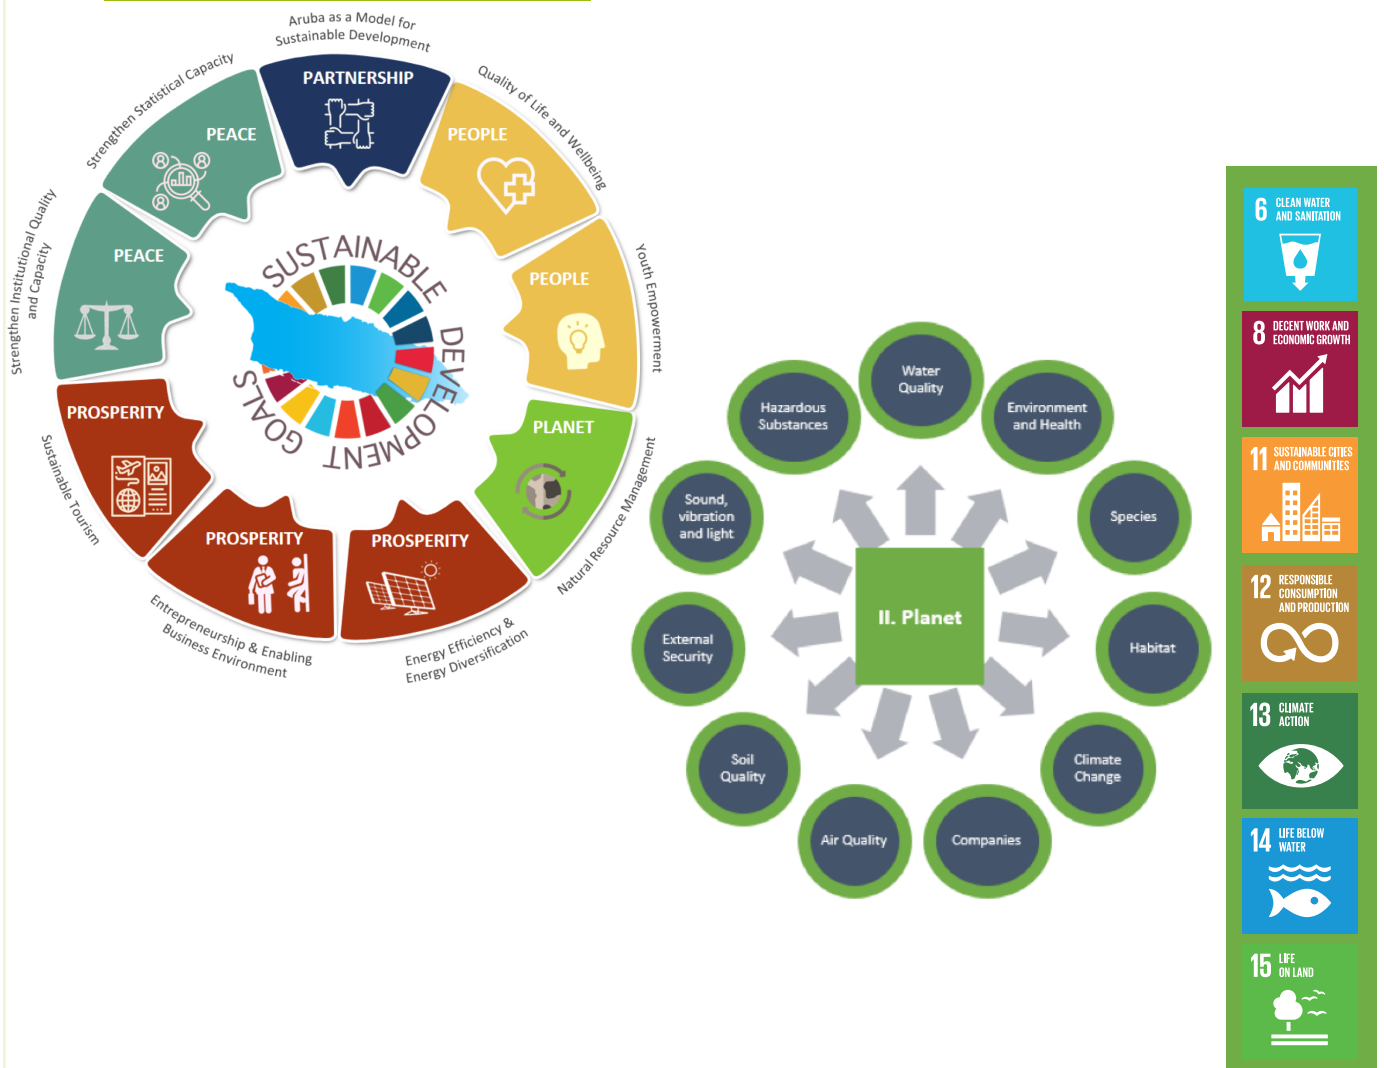 Aruba as a Model for
Sustainable Development
PARTNERSHIP
Quality of Life and Wellbeing
PEOPLE
Youth Empowerment
PEOPLE
Natural Resource Management
PLANET
Energy Efficiency &
Energy Diversification
PROSPERITY
Entrepreneurship & Enabling
Business Environment
PROSPERITY
Sustainable Tourism
PROSPERITY
Strengthen Institutional Quality
and Capacity
PEACE
Strengthen Statistical Capacity
PEACE
SUSTAINABLE
DEVELOPMENT
GOALS
II. Planet
Water
Quality
Environment
and Health
Species
Habitat
Climate
Change
Companies
Air Quality
Soil
Quality
External
Security
Sound,
vibration
and light
Hazardous
Substances
6 CLEAN WATER
AND SANITATION
8 DECENT WORK AND
ECONOMIC GROWTH
11 SUSTAINABLE CITIES
AND COMMUNITIES
12 RESPONSIBLE
CONSUMPTION
AND PRODUCTION
13 CLIMATE
ACTION
14 LIFE BELOW
WATER
15 LIFE
ON LAND